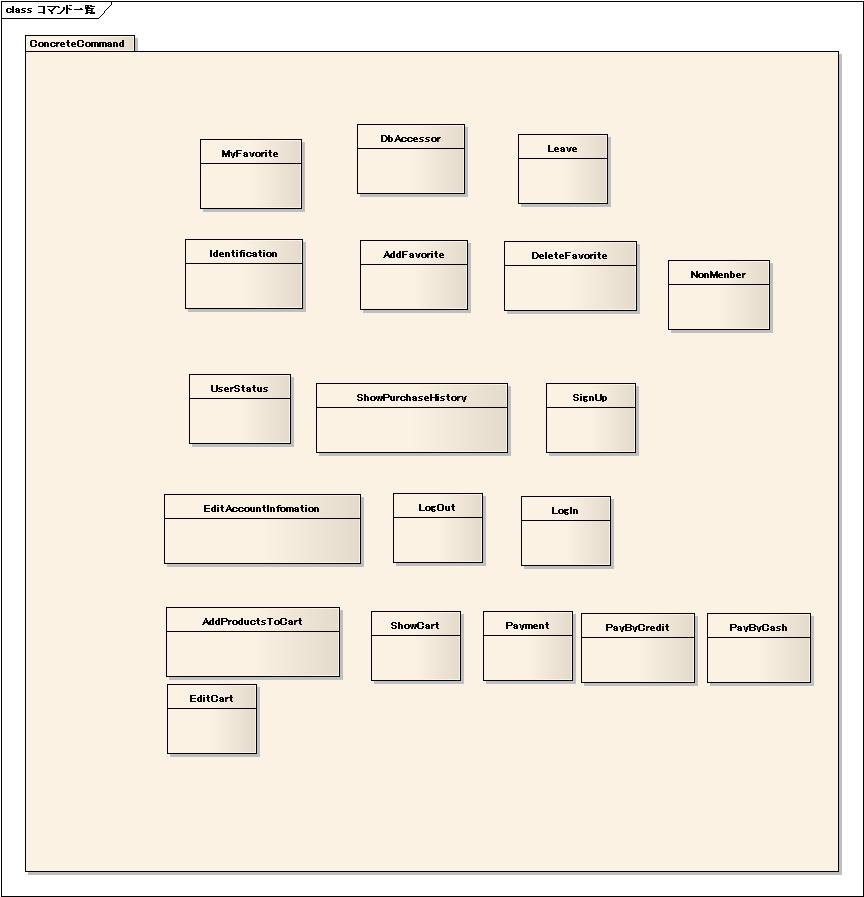 class コマンド一覧
ConcreteCommand
MyFavorite
DbAccessor
Leave
Identification
AddFavorite
DeleteFavorite
NonMenber
UserStatus
ShowPurchaseHistory
SignUp
EditAccountInfomation
LogOut
LogIn
AddProductsToCart
ShowCart
Payment
PayByCredit
PayByCash
EditCart